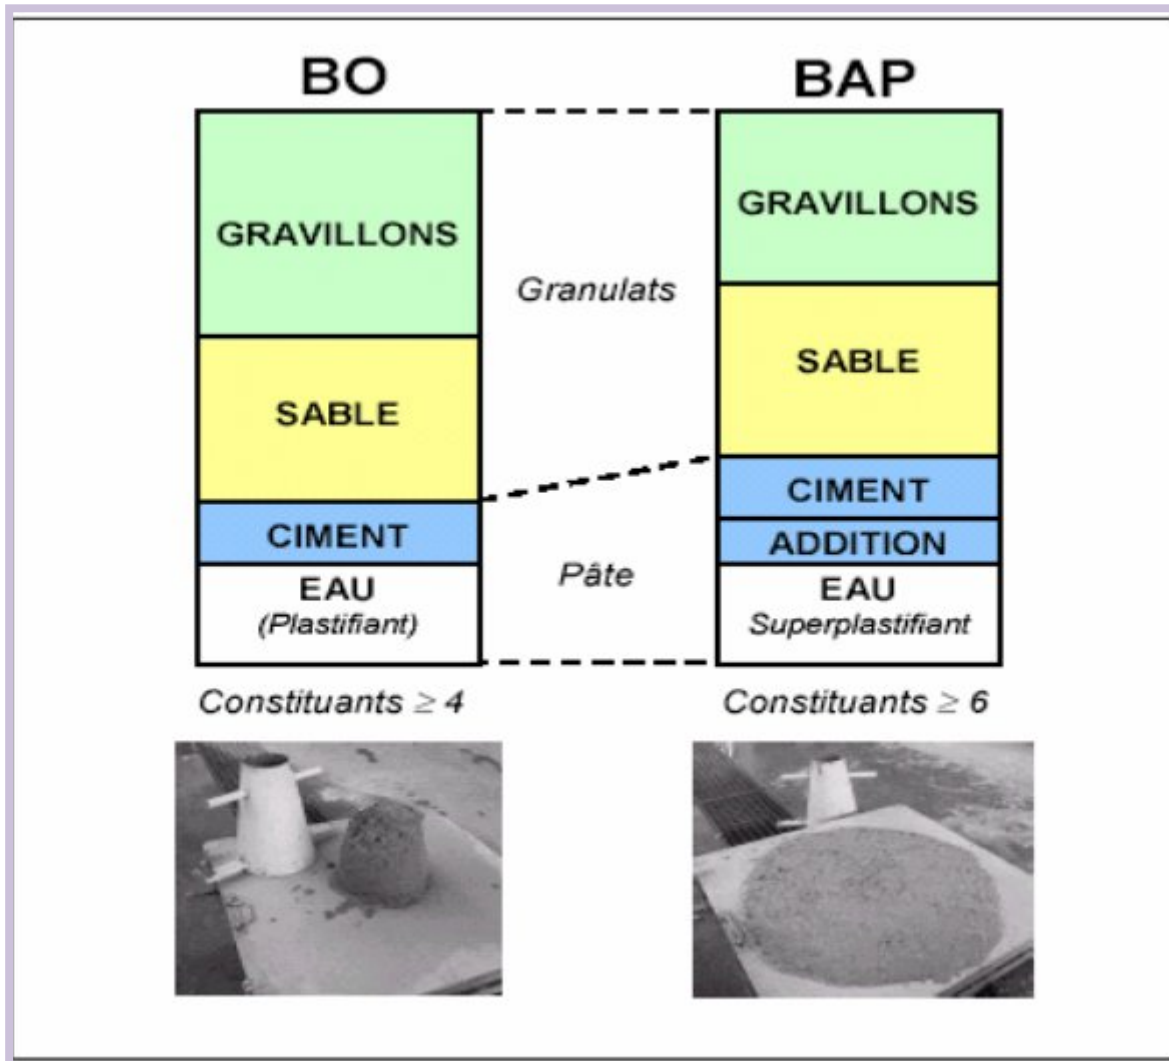 BO
BAP
GRAVILLONS
GRAVILLONS
Granulats
SABLE
SABLE
CIMENT
CIMENT
ADDITION
Pâte
EAU
(Plastifiant)
EAU
Superplastifiant
Constituants ≥ 4
Constituants ≥ 6